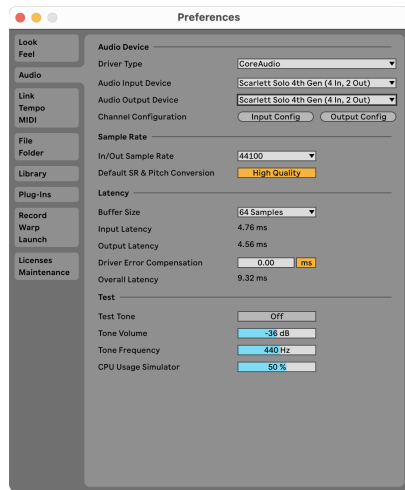 Preferences
Look
Feel
Audio
Link
Tempo
MIDI
File
Folder
Library
Plug-Ins
Record
Warp
Launch
Licenses
Maintenance
Audio Device
Driver Type CoreAudio
Audio Input Device Scarlett Solo 4th Gen (4 In, 2 Out)
Audio Output Device Scarlett Solo 4th Gen (4 In, 2 Out)
Channel Configuration Input Config Output Config
Sample Rate
In/Out Sample Rate 44100
Default SR & Pitch Conversion High Quality
Latency
Buffer Size 64 Samples
Input Latency 4.76 ms
Output Latency 4.56 ms
Driver Error Compensation 0.00 ms
Overall Latency 9.32 ms
Test
Test Tone Off
Tone Volume -36 dB
Tone Frequency 440 Hz
CPU Usage Simulator 50 %